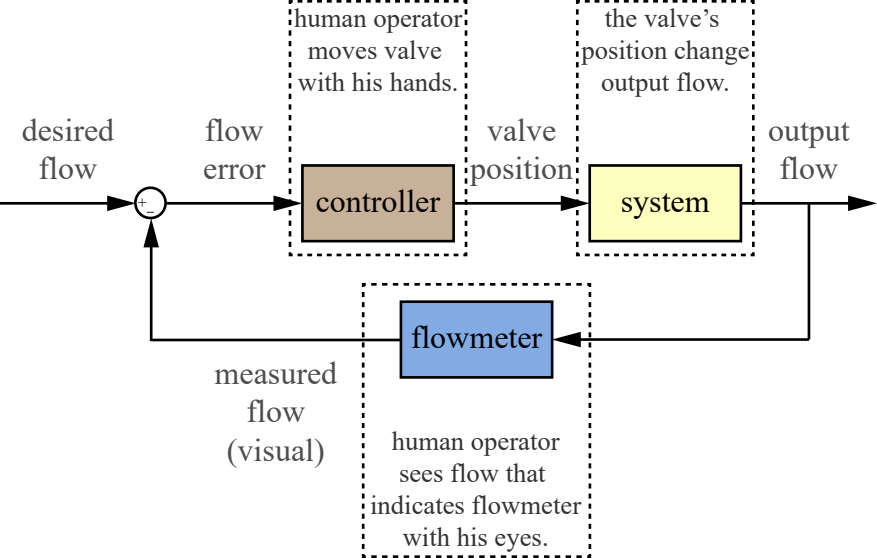 human operator
moves valve
with his hands.
the valve’s
position change
output flow.
desired
flow
flow
error
valve
position
output
flow
+
−
controller
system
flowmeter
measured
flow
(visual)
human operator
sees flow that
indicates flowmeter
with his eyes.